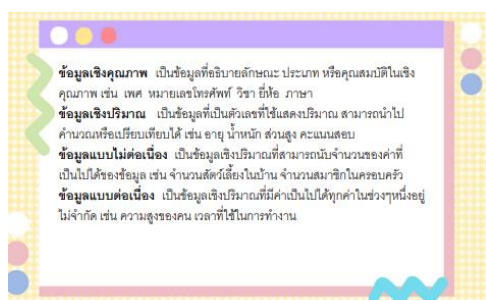 ข้อมูลเชิงคุณภาพ เป็นข้อมูลที่อธิบายลักษณะ ประเภท หรือคุณสมบัติในเชิง
คุณภาพ เช่น เพศ หมายเลขโทรศัพท์ วิชา ยี่ห้อ ภาษา
ข้อมูลเชิงปริมาณ เป็นข้อมูลที่เป็นตัวเลขที่ใช้แสดงปริมาณ สามารถนำไป
คำนวณหรือเปรียบเทียบได้ เช่น อายุ น้ำหนัก ส่วนสูง คะแนนสอบ
ข้อมูลแบบไม่ต่อเนื่อง เป็นข้อมูลเชิงปริมาณที่สามารถนับจำนวนของค่าที่
เป็นไปได้ของข้อมูล เช่น จำนวนสัตว์เลี้ยงในบ้าน จำนวนสมาชิกในครอบครัว
ข้อมูลแบบต่อเนื่อง เป็นข้อมูลเชิงปริมาณที่มีค่าเป็นไปได้ทุกค่าในช่วงๆหนึ่งอยู่
ไม่จำกัด เช่น ความสูงของคน เวลาที่ใช้ในการทำงาน